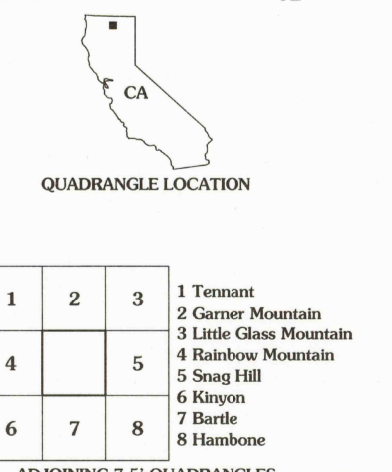 CA
QUADRANGLE LOCATION
1 2 3
4 5
6 7 8
1 Tennant
2 Garner Mountain
3 Little Glass Mountain
4 Rainbow Mountain
5 Snag Hill
6 Kinyon
7 Bartle
8 Hambone
ADJOINING 7.5' QUADRANGLES